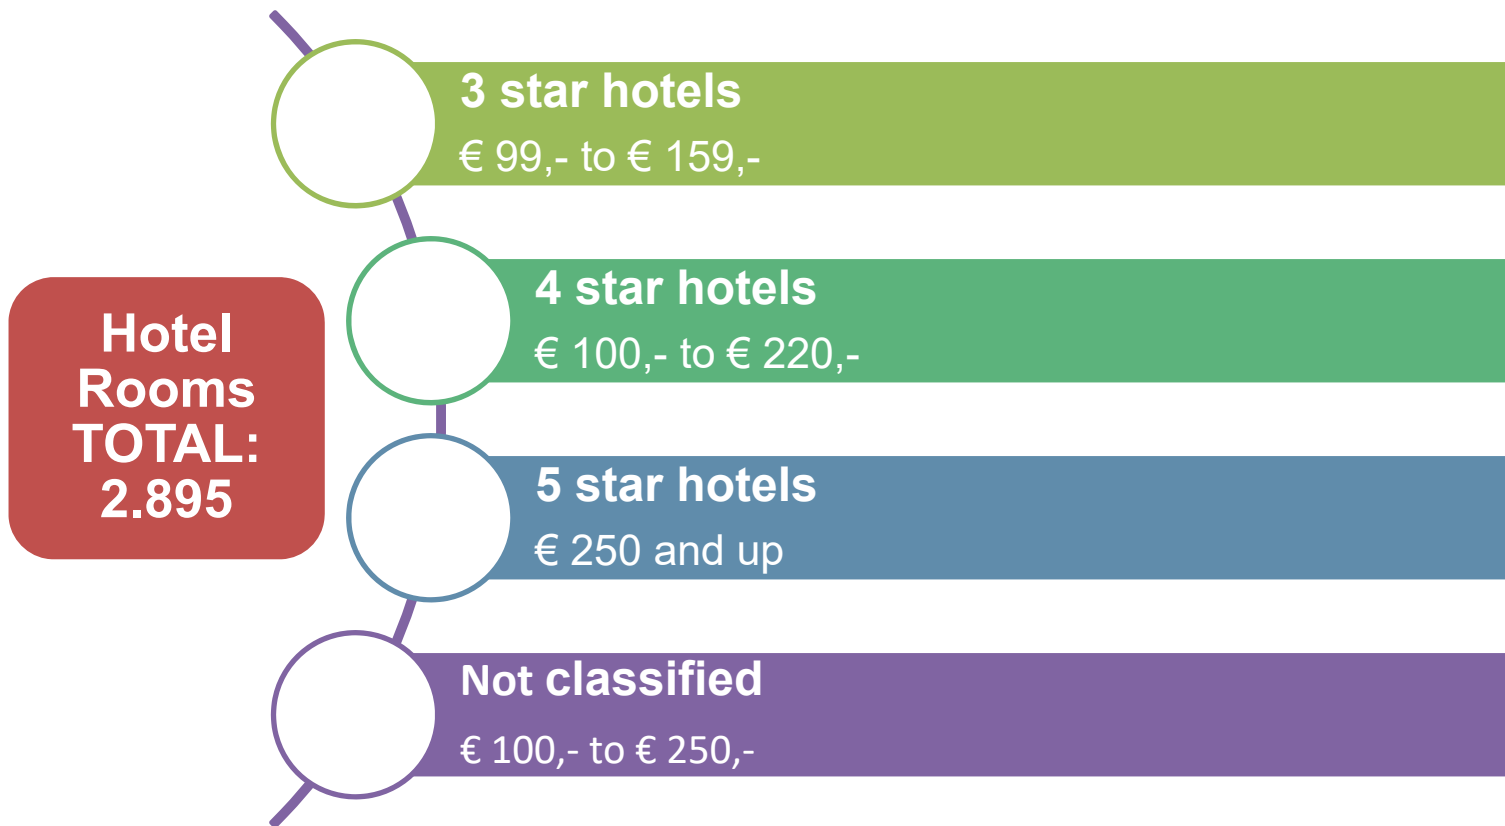 Hotel
Rooms
TOTAL:
2.895
3 star hotels
€ 99,- to € 159,-
4 star hotels
€ 100,- to € 220,-
5 star hotels
€ 250 and up
Not classified
€ 100,- to € 250,-